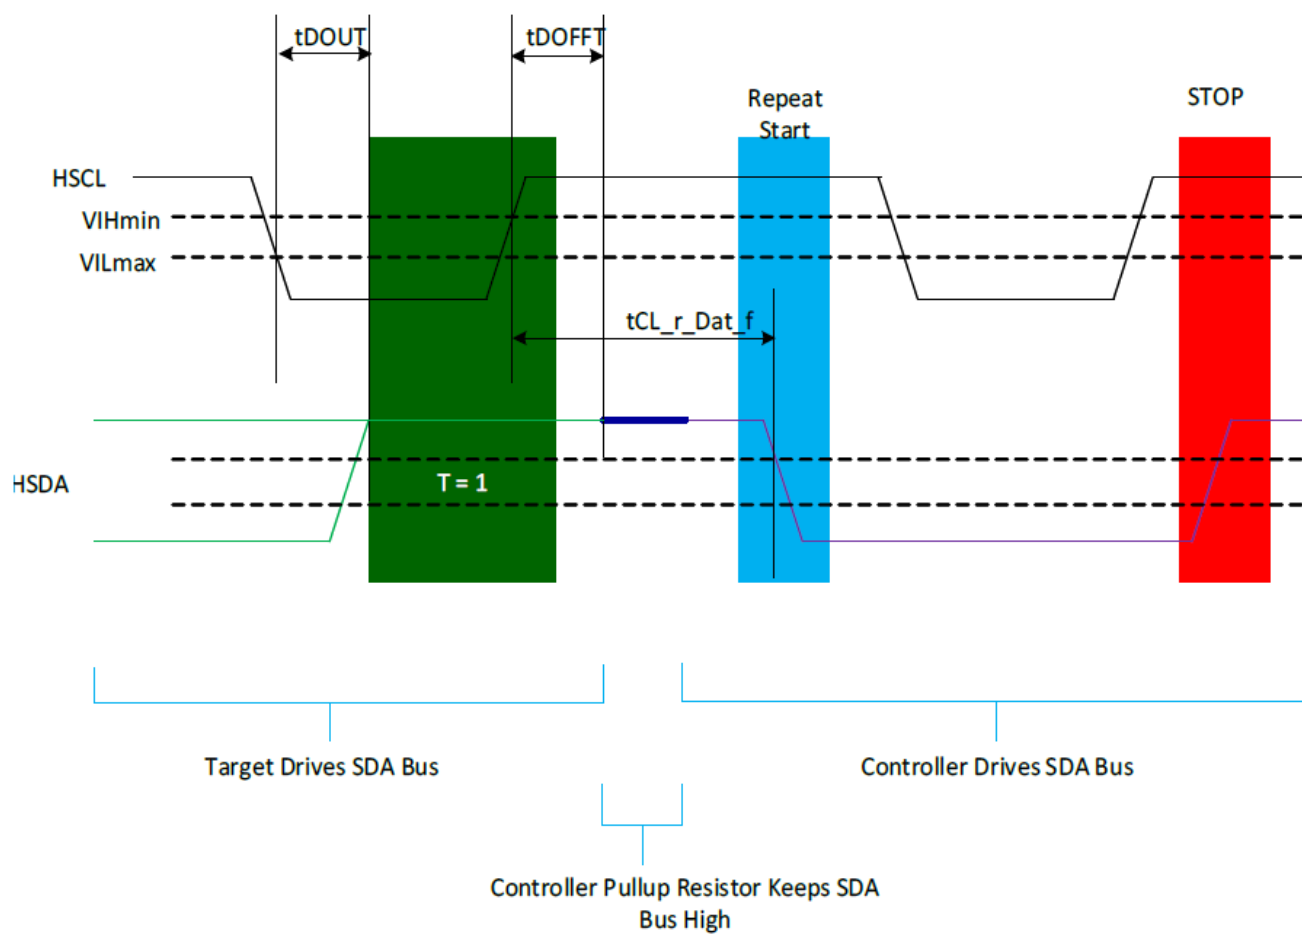 tDOUT
tDOFFT
Repeat
Start
STOP
HSCL
VIHmin
VILmax
tCL_r_Dat_f
HSDA
T = 1
Target Drives SDA Bus
Controller Drives SDA Bus
Controller Pullup Resistor Keeps SDA
Bus High